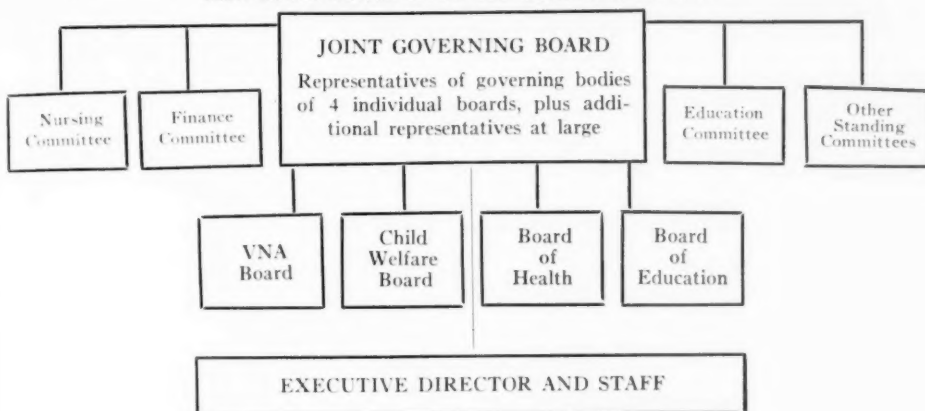 JOINT GOVERNING BOARD
Representatives of governing bodies
of 4 individual boards, plus addi-
tional representatives at large
Nursing
Committee
Finance
Committee
Education
Committee
Other
Standing
Committees
VNA
Board
Child
Welfare
Board
Board
of
Health
Board
of
Education
EXECUTIVE DIRECTOR AND STAFF